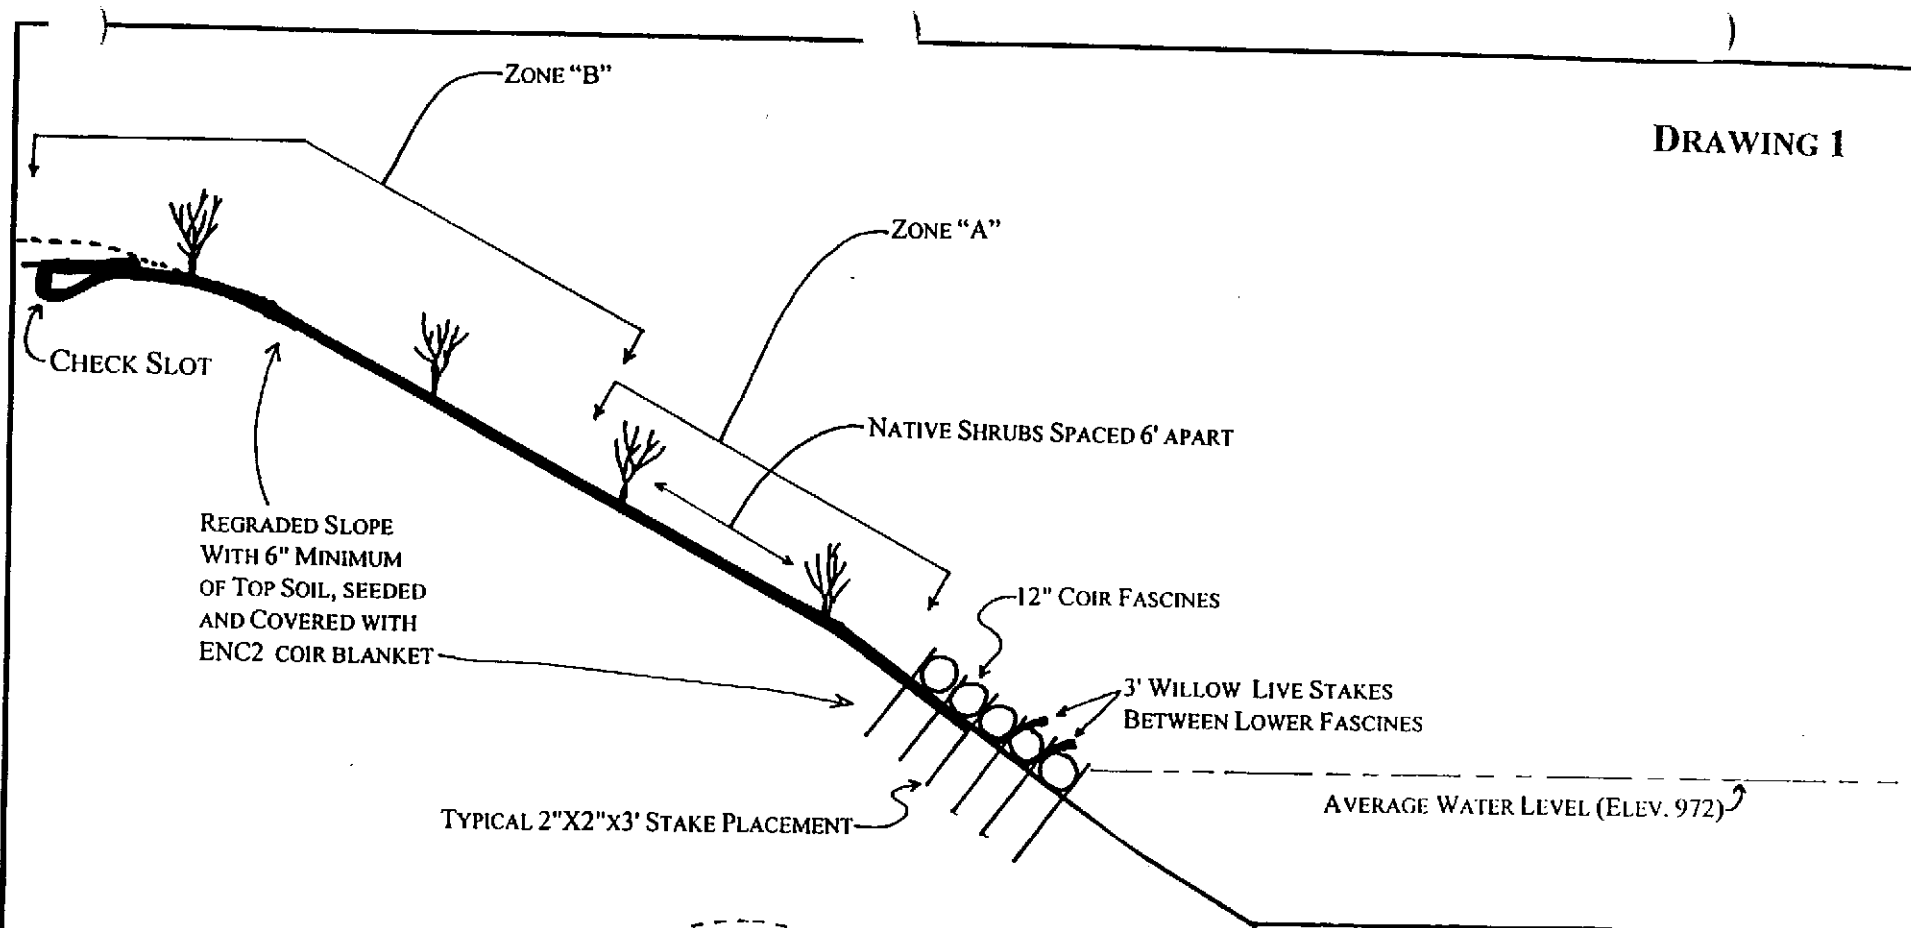 ZONE "B"
DRAWING 1
ZONE "A"
CHECK SLOT
NATIVE SHRUBS SPACED 6' APART
REGRADED SLOPE
WITH 6" MINIMUM
OF TOP SOIL, SEEDED
AND COVERED WITH
ENC2 COIR BLANKET
12" COIR FASCINES
3' WILLOW LIVE STAKES
BETWEEN LOWER FASCINES
TYPICAL 2"X2"X3' STAKE PLACEMENT
AVERAGE WATER LEVEL (ELEV. 972)